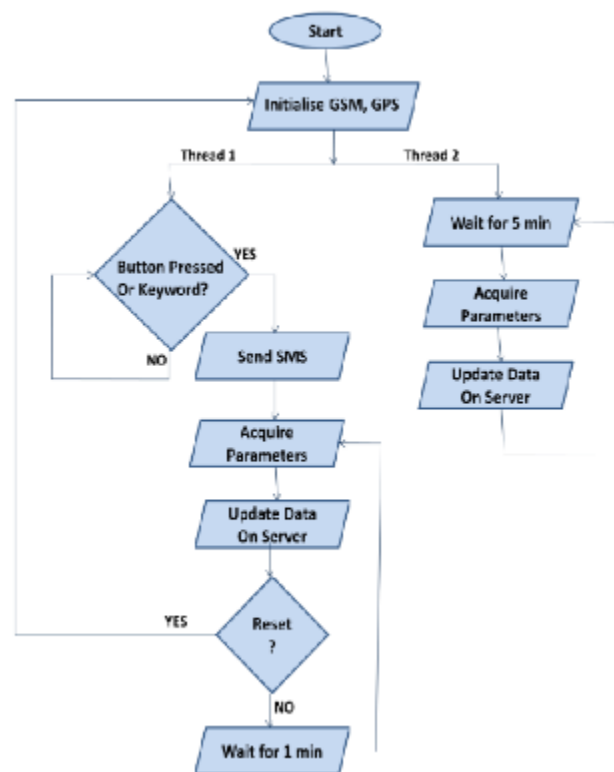 Start
Initialise GSM, GPS
Thread 1
Thread 2
Wait for 5 min
YES
Button Pressed
Or Keyword?
NO
Acquire
Parameters
Send SMS
Update Data
On Server
Acquire
Parameters
Update Data
On Server
YES
Reset
?
NO
Wait for 1 min